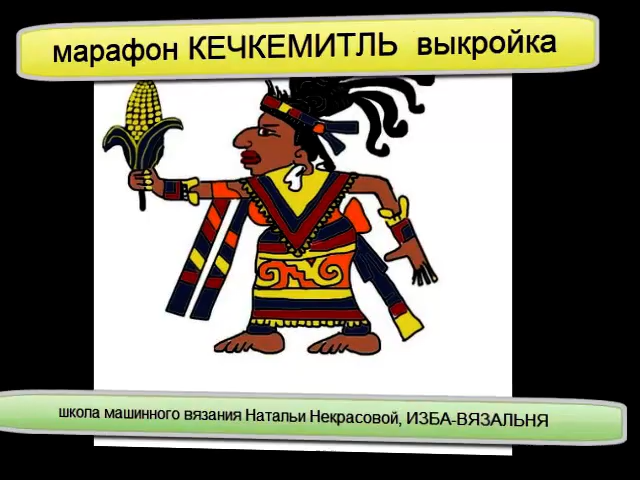 марафон КЕЧКЕМИТЛЬ выкройка
школа машинного вязания Натальи Некрасовой, ИЗБА-ВЯЗАЛЬНЯ